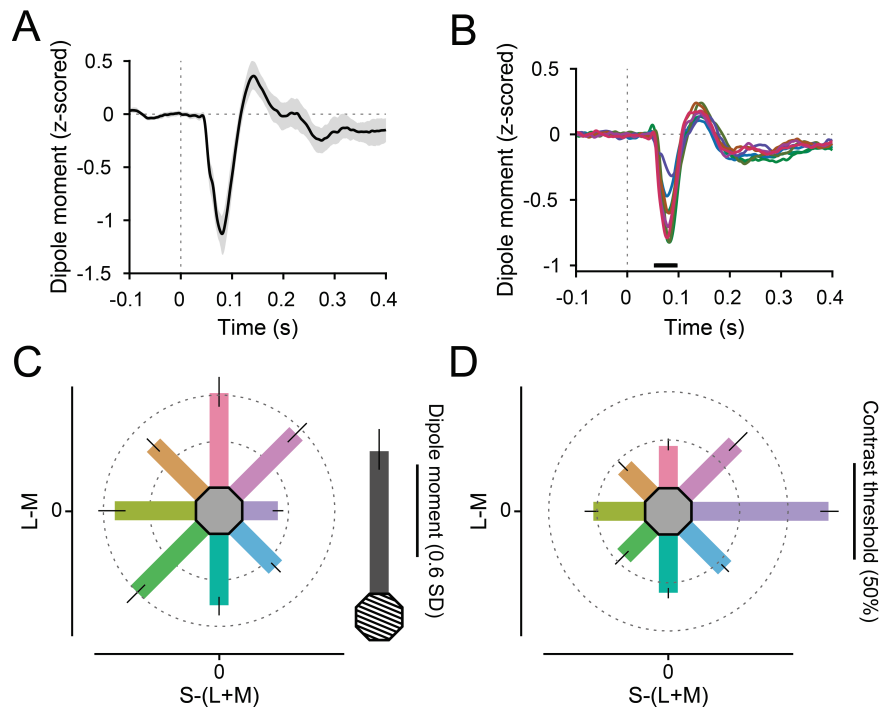 A
Dipole moment (z-scored)
0.5
0
-0.5
-1
-1.5
-0.1
0
0.1
0.2
0.3
0.4
Time (s)
B
Dipole moment (z-scored)
0.5
0
-0.5
-1
-0.1
0
0.1
0.2
0.3
0.4
Time (s)
C
L-M
0
0
S-(L+M)
Dipole moment (0.6 SD)
D
L-M
0
0
S-(L+M)
Contrast threshold (50%)